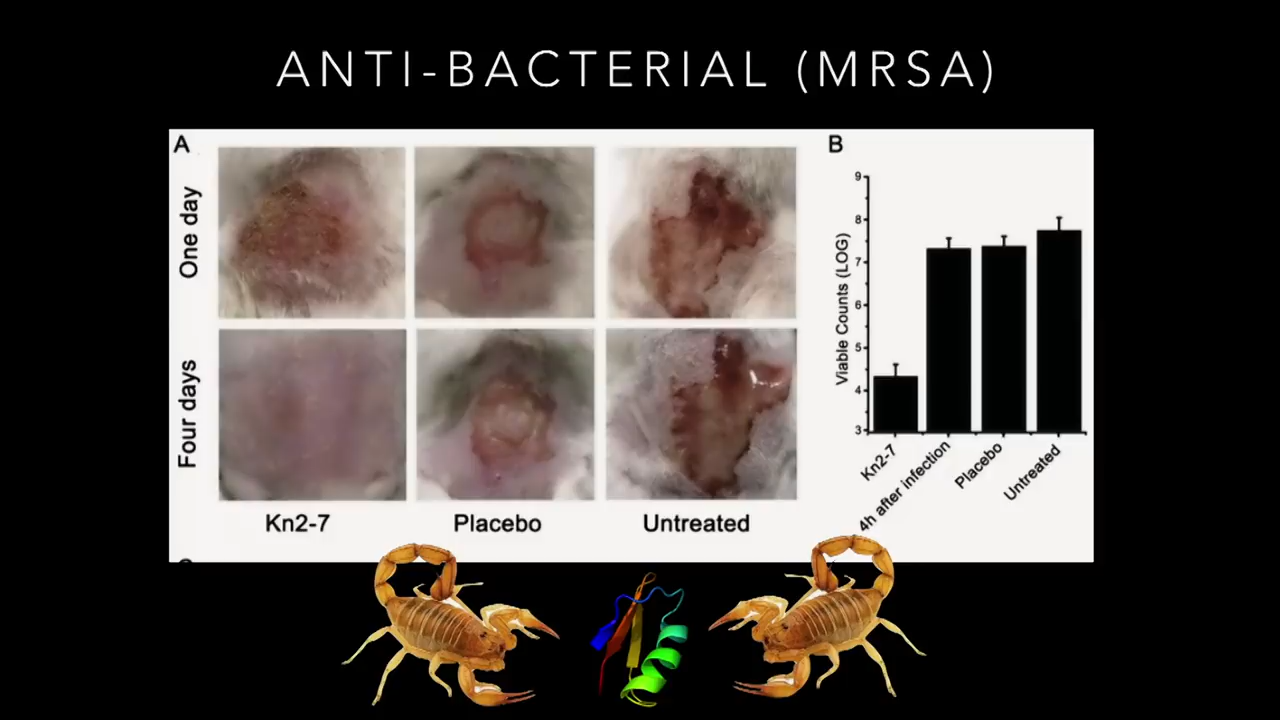 ANTI-BACTERIAL (MRSA)
A
One day
Four days
Kn2-7
Placebo
Untreated
B
Viable Counts (LOG)
9
8
7
6
5
4
3
Kn2-7
4h after infection
Placebo
Untreated